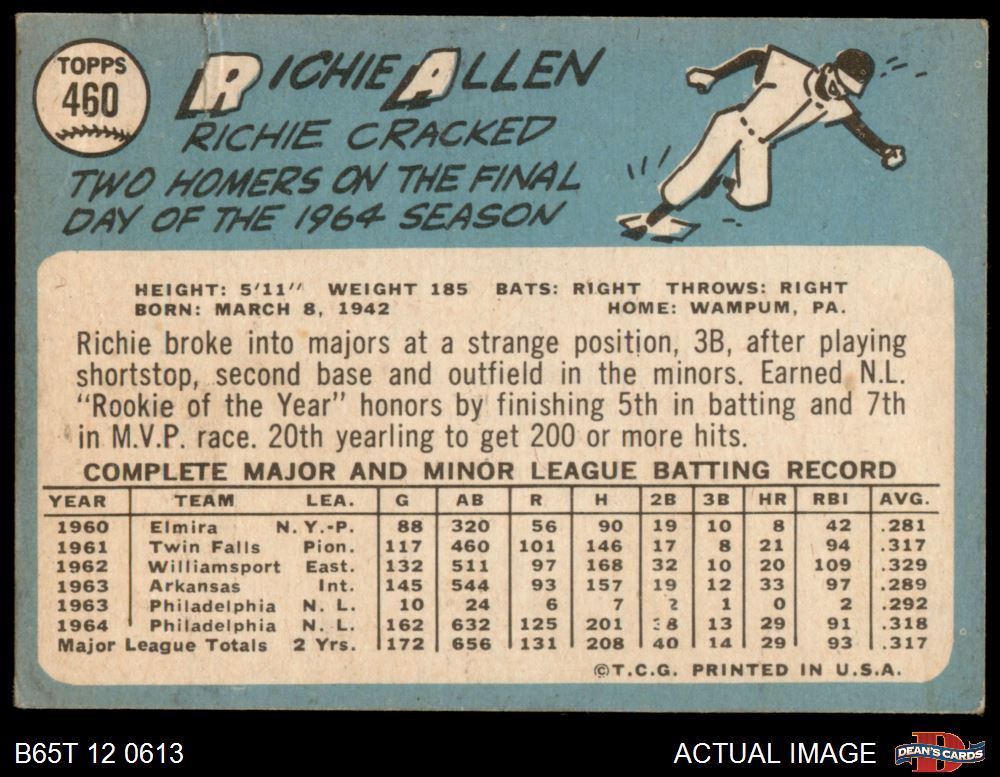 TOPPS
460
RICHIE ALLEN
RICHIE CRACKED
TWO HOMERS ON THE FINAL
DAY OF THE 1964 SEASON
HEIGHT: 5'11" WEIGHT 185 BATS: RIGHT THROWS: RIGHT
BORN: MARCH 8, 1942 HOME: WAMPUM, PA.
Richie broke into majors at a strange position, 3B, after playing
shortstop, second base and outfield in the minors. Earned N.L.
"Rookie of the Year" honors by finishing 5th in batting and 7th
in M.V.P. race. 20th yearling to get 200 or more hits.
COMPLETE MAJOR AND MINOR LEAGUE BATTING RECORD
YEAR TEAM LEA. G AB R H 2B 3B HR RBI AVG.
1960 Elmira N.Y.-P. 88 320 56 90 19 10 8 42 .281
1961 Twin Falls Pion. 117 460 101 146 17 8 21 94 .317
1962 Williamsport East. 132 511 97 168 32 10 20 109 .329
1963 Arkansas Int. 145 544 93 157 19 12 33 97 .289
1963 Philadelphia N. L. 10 24 6 7 2 1 0 2 .292
1964 Philadelphia N. L. 162 632 125 201 38 13 29 91 .318
Major League Totals 2 Yrs. 172 656 131 208 40 14 29 93 .317
©T.C.G. PRINTED IN U.S.A.
B65T 12 0613 ACTUAL IMAGE
DEAN'S CARDS